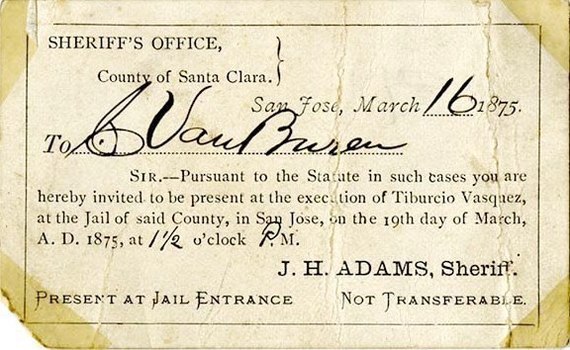 SHERIFF'S OFFICE,
County of Santa Clara.
San Jose, March 16 1875.
To C. Van Buren
SIR.—Pursuant to the Statute in such cases you are
hereby invited to be present at the execution of Tiburcio Vasquez,
at the Jail of said County, in San Jose, on the 19th day of March,
A. D. 1875, at 1½ o'clock P.M.
J. H. ADAMS, Sheriff.
PRESENT AT JAIL ENTRANCE NOT TRANSFERABLE.